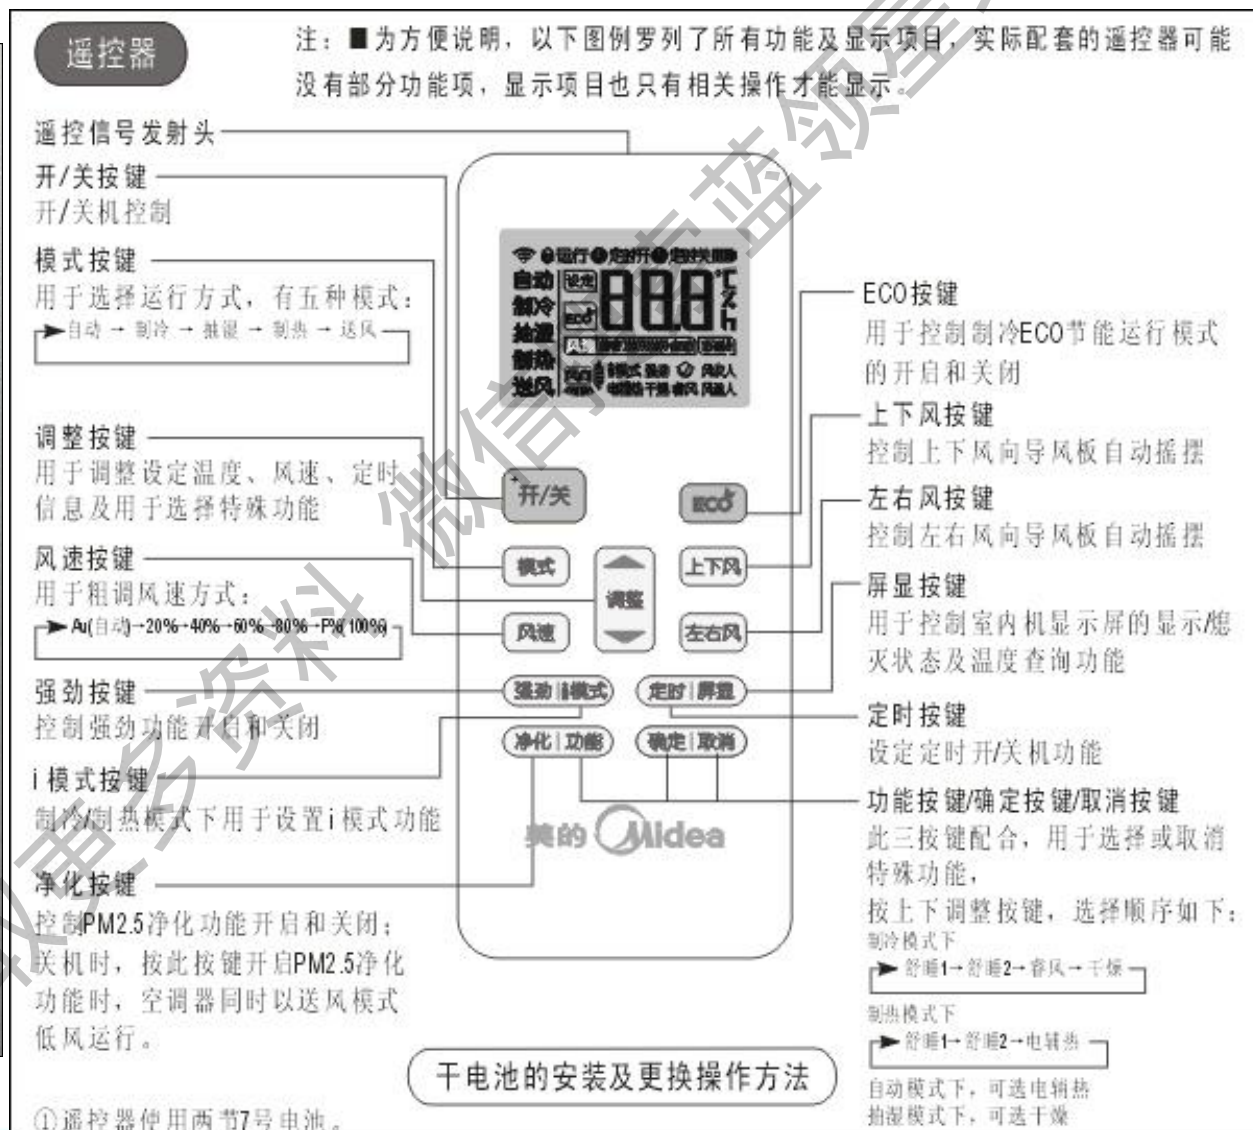 遥控器
注：■为方便说明，以下图例罗列了所有功能及显示项目，实际配套的遥控器可能
没有部分功能项，显示项目也只有相关操作才能显示。
遥控信号发射头
开/关按键
开/关机控制
模式按键
用于选择运行方式，有五种模式：
自动→制冷→抽湿→制热→送风
调整按键
用于调整设定温度、风速、定时
信息及用于选择特殊功能
风速按键
用于粗调风速方式：
Au(自动)→20%→40%→60%→80%→P%(100%)
强劲按键
控制强劲功能开启和关闭
i模式按键
制冷/制热模式下用于设置i模式功能
净化按键
控制PM2.5净化功能开启和关闭；
关机时，按此按键开启PM2.5净化
功能时，空调器同时以送风模式
低风运行。
运行 定时开 定时关
自动 设定 88.8 ℃
制冷 ECO %
抽湿 h
制热
送风
开/关 ECO
模式 调整 上下风
风速 左右风
强劲|i模式 定时|屏显
净化|功能 确定|取消
美的 Midea
ECO按键
用于控制制冷ECO节能运行模式
的开启和关闭
上下风按键
控制上下风向导风板自动摇摆
左右风按键
控制左右风向导风板自动摇摆
屏显按键
用于控制室内机显示屏的显示/熄
灭状态及温度查询功能
定时按键
设定定时开/关机功能
功能按键/确定按键/取消按键
此三按键配合，用于选择或取消
特殊功能，
按上下调整按键，选择顺序如下：
制冷模式下
舒睡1→舒睡2→睿风→干燥
制热模式下
舒睡1→舒睡2→电辅热
自动模式下，可选电辅热
抽湿模式下，可选干燥
干电池的安装及更换操作方法
①遥控器使用两节7号电池。
更多资料 微信 蓝领星